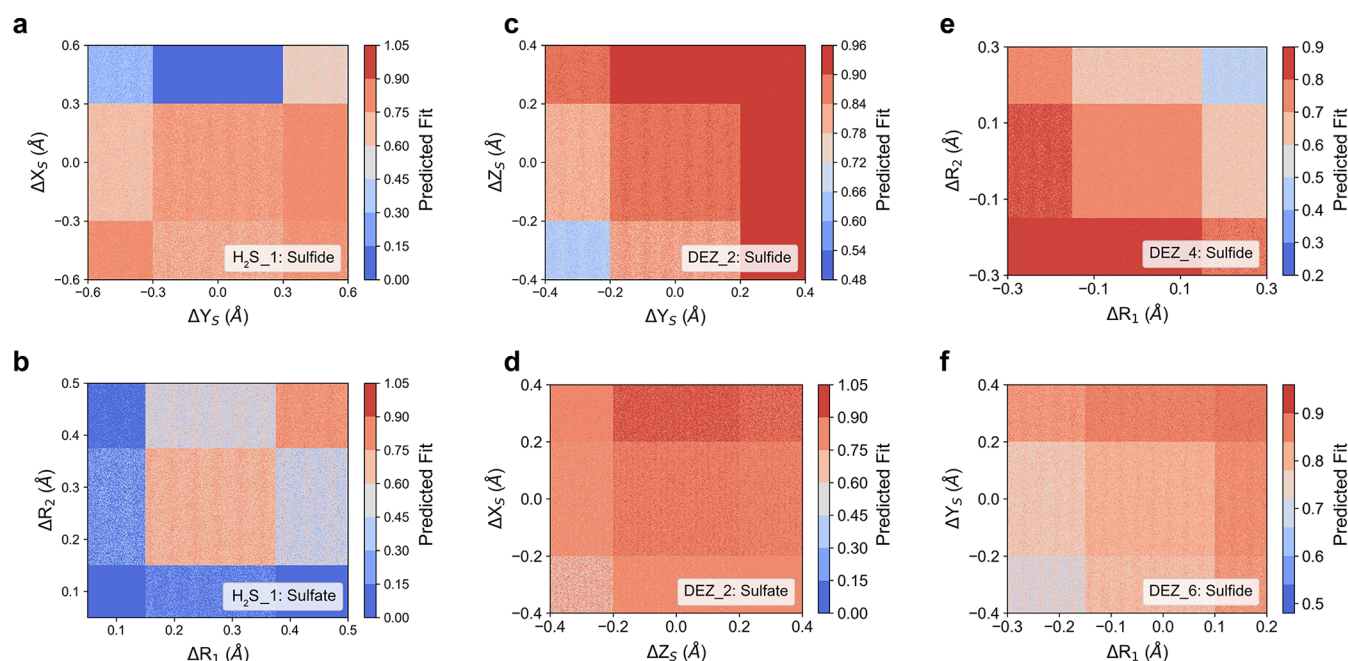 a
0.6
0.3
0.0
−0.3
−0.6
ΔX_S (Å)
−0.6 −0.3 0.0 0.3 0.6
ΔY_S (Å)
H₂S_1: Sulfide
1.05
0.90
0.75
0.60
0.45
0.30
0.15
0.00
Predicted Fit
c
0.4
0.2
0.0
−0.2
−0.4
ΔZ_S (Å)
−0.4 −0.2 0.0 0.2 0.4
ΔY_S (Å)
DEZ_2: Sulfide
0.96
0.90
0.84
0.78
0.72
0.66
0.60
0.54
0.48
Predicted Fit
e
0.3
0.1
−0.1
−0.3
ΔR₂ (Å)
−0.3 −0.1 0.1 0.3
ΔR₁ (Å)
DEZ_4: Sulfide
0.9
0.8
0.7
0.6
0.5
0.4
0.3
0.2
Predicted Fit
b
0.5
0.4
0.3
0.2
0.1
ΔR₂ (Å)
0.1 0.2 0.3 0.4 0.5
ΔR₁ (Å)
H₂S_1: Sulfate
1.05
0.90
0.75
0.60
0.45
0.30
0.15
0.00
Predicted Fit
d
0.4
0.2
0.0
−0.2
−0.4
ΔX_S (Å)
−0.4 −0.2 0.0 0.2 0.4
ΔZ_S (Å)
DEZ_2: Sulfate
1.05
0.90
0.75
0.60
0.45
0.30
0.15
0.00
Predicted Fit
f
0.4
0.2
0.0
−0.2
−0.4
ΔY_S (Å)
−0.3 −0.2 −0.1 0.0 0.1 0.2
ΔR₁ (Å)
DEZ_6: Sulfide
0.9
0.8
0.7
0.6
0.5
Predicted Fit